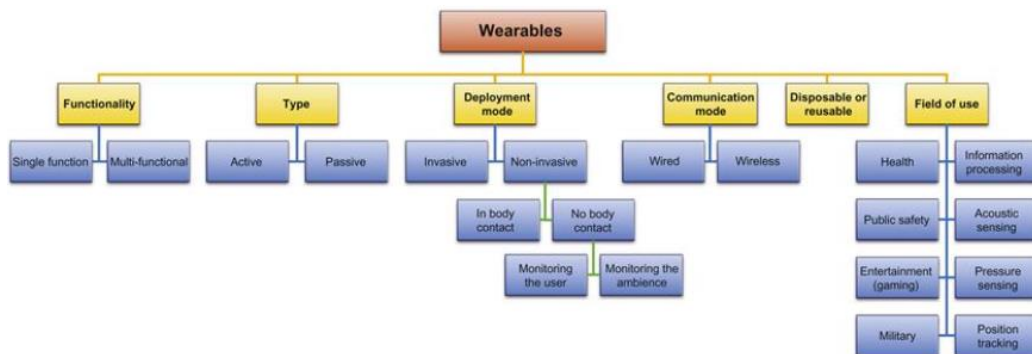 Wearables
Functionality
Type
Deployment
mode
Communication
mode
Disposable or
reusable
Field of use
Single function
Multi-functional
Active
Passive
Invasive
Non-invasive
Wired
Wireless
Health
Information
processing
In body
contact
No body
contact
Public safety
Acoustic
sensing
Monitoring
the user
Monitoring the
ambience
Entertainment
(gaming)
Pressure
sensing
Military
Position
tracking